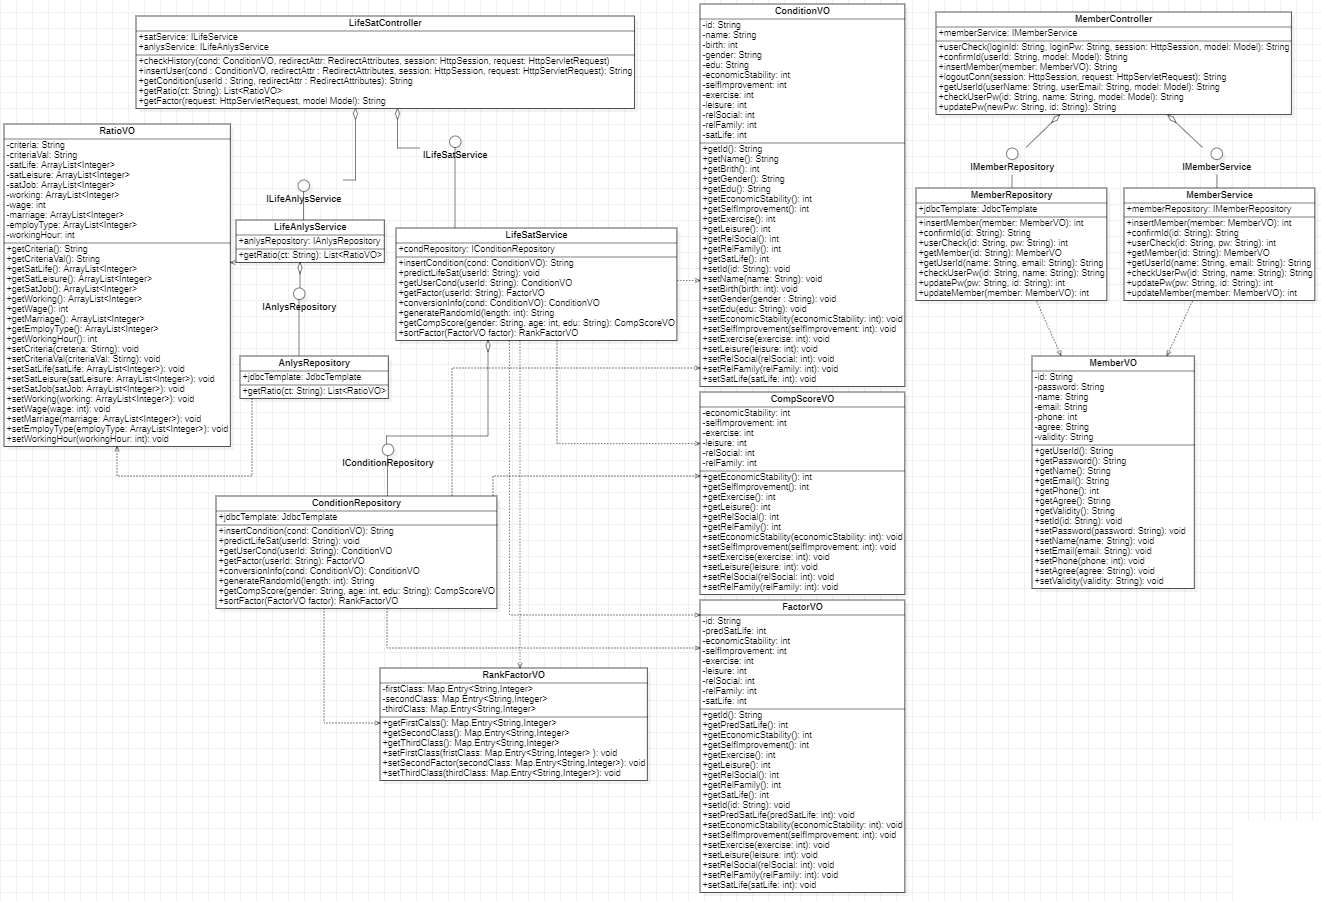 LifeSatController
+satService: ILifeService
+anlysService: ILifeAnlysService
+checkHistory(cond: ConditionVO, redirectAttr: RedirectAttributes, session: HttpSession, request: HttpServletRequest)
+insertUser(cond : ConditionVO, redirectAttr : RedirectAttributes, session: HttpSession, request: HttpServletRequest): String
+getCondition(userId : String, redirectAttr : RedirectAttributes): String
+getRatio(ct: String): List<RatioVO>
+getFactor(request: HttpServletRequest, model Model): String
RatioVO
-criteria: String
-criteriaVal: String
-satLife: ArrayList<Integer>
-satLeisure: ArrayList<Integer>
-satJob: ArrayList<Integer>
-working: ArrayList<Integer>
-wage: int
-marriage: ArrayList<Integer>
-employType: ArrayList<Integer>
-workingHour: int
+getCriteria(): String
+getCriteriaVal(): String
+getSatLife(): ArrayList<Integer>
+getSatLeisure(): ArrayList<Integer>
+getSatJob(): ArrayList<Integer>
+getWorking(): ArrayList<Integer>
+getWage(): int
+getMarriage(): ArrayList<Integer>
+getEmployType(): ArrayList<Integer>
+getWorkingHour(): int
+setCriteria(creteria: Stirng): void
+setCriteriaVal(criteriaVal: Stirng): void
+setSatLife(satLife: ArrayList<Integer>): void
+setSatLeisure(satLeisure: ArrayList<Integer>): void
+setSatJob(satJob: ArrayList<Integer>): void
+setWorking(working: ArrayList<Integer>): void
+setWage(wage: int): void
+setMarriage(marriage: ArrayList<Integer>): void
+setEmployType(employType: ArrayList<Integer>): void
+setWorkingHour(workingHour: int): void
ILifeAnlysService
LifeAnlysService
+anlysRepository: IAnlysRepository
+getRatio(ct: String): List<RatioVO>
IAnlysRepository
AnlysRepository
+jdbcTemplate: JdbcTemplate
+getRatio(ct: String): List<RatioVO>
ILifeSatService
LifeSatService
+condRepository: IConditionRepository
+insertCondition(cond: ConditionVO): String
+predictLifeSat(userId: String): void
+getUserCond(userId: String): ConditionVO
+getFactor(userId: String): FactorVO
+conversionInfo(cond: ConditionVO): ConditionVO
+generateRandomId(length: int): String
+getCompScore(gender: String, age: int, edu: String): CompScoreVO
+sortFactor(FactorVO factor): RankFactorVO
IConditionRepository
ConditionRepository
+jdbcTemplate: JdbcTemplate
+insertCondition(cond: ConditionVO): String
+predictLifeSat(userId: String): void
+getUserCond(userId: String): ConditionVO
+getFactor(userId: String): FactorVO
+conversionInfo(cond: ConditionVO): ConditionVO
+generateRandomId(length: int): String
+getCompScore(gender: String, age: int, edu: String): CompScoreVO
+sortFactor(FactorVO factor): RankFactorVO
RankFactorVO
-firstClass: Map.Entry<String,Integer>
-secondClass: Map.Entry<String,Integer>
-thirdClass: Map.Entry<String,Integer>
+getFirstCalss(): Map.Entry<String,Integer>
+getSecondClass(): Map.Entry<String,Integer>
+getThirdClass(): Map.Entry<String,Integer>
+setFirstClass(fristClass: Map.Entry<String,Integer> ): void
+setSecondFactor(secondClass: Map.Entry<String,Integer>): void
+setThirdClass(thirdClass: Map.Entry<String,Integer>): void
ConditionVO
-id: String
-name: String
-birth: int
-gender: String
-edu: String
-economicStability: int
-selfImprovement: int
-exercise: int
-leisure: int
-relSocial: int
-relFamily: int
-satLife: int
+getId(): String
+getName(): String
+getBrith(): int
+getGender(): String
+getEdu(): String
+getEconomicStability(): int
+getSelfImprovement(): int
+getExercise(): int
+getLeisure(): int
+getRelSocial(): int
+getRelFamily(): int
+getSatLife(): int
+setId(id: String): void
+setName(name: String): void
+setBirth(birth: int): void
+setGender(gender : String): void
+setEdu(edu: String): void
+setEconomicStability(economicStability: int): void
+setSelfImprovement(selfImprovement: int): void
+setExercise(exercise: int): void
+setLeisure(leisure: int): void
+setRelSocial(relSocial: int): void
+setRelFamily(relFamily: int): void
+setSatLife(satLife: int): void
CompScoreVO
-economicStability: int
-selfImprovement: int
-exercise: int
-leisure: int
-relSocial: int
-relFamily: int
+getEconomicStability(): int
+getSelfImprovement(): int
+getExercise(): int
+getLeisure(): int
+getRelSocial(): int
+getRelFamily(): int
+setEconomicStability(economicStability: int): void
+setSelfImprovement(selfImprovement: int): void
+setExercise(exercise: int): void
+setLeisure(leisure: int): void
+setRelSocial(relSocial: int): void
+setRelFamily(relFamily: int): void
FactorVO
-id: String
-predSatLife: int
-economicStability: int
-selfImprovement: int
-exercise: int
-leisure: int
-relSocial: int
-relFamily: int
-satLife: int
+getId(): String
+getPredSatLife(): int
+getEconomicStability(): int
+getSelfImprovement(): int
+getExercise(): int
+getLeisure(): int
+getRelSocial(): int
+getRelFamily(): int
+getSatLife(): int
+setId(id: String): void
+setPredSatLife(predSatLife: int): void
+setEconomicStability(economicStability: int): void
+setSelfImprovement(selfImprovement: int): void
+setExercise(exercise: int): void
+setLeisure(leisure: int): void
+setRelSocial(relSocial: int): void
+setRelFamily(relFamily: int): void
+setSatLife(satLife: int): void
MemberController
+memberService: IMemberService
+userCheck(loginId: String, loginPw: String, session: HttpSession, model: Model): String
+confirmId(userId: String, model: Model): String
+insertMember(member: MemberVO): String
+logoutConn(session: HttpSession, request: HttpServletRequest): String
+getUserId(userName: String, userEmail: String, model: Model): String
+checkUserPw(id: String, name: String, model: Model): String
+updatePw(newPw: String, id: String): String
IMemberRepository
MemberRepository
+jdbcTemplate: JdbcTemplate
+insertMember(member: MemberVO): int
+confirmId(id: String): String
+userCheck(id: String, pw: String): int
+getMember(id: String): MemberVO
+getUserId(name: String, email: String): String
+checkUserPw(id: String, name: String): String
+updatePw(pw: String, id: String): int
+updateMember(member: MemberVO): int
IMemberService
MemberService
+memberRepository: IMemberRepository
+insertMember(member: MemberVO): int
+confirmId(id: String): String
+userCheck(id: String, pw: String): int
+getMember(id: String): MemberVO
+getUserId(name: String, email: String): String
+checkUserPw(id: String, name: String): String
+updatePw(pw: String, id: String): int
+updateMember(member: MemberVO): int
MemberVO
-id: String
-password: String
-name: String
-email: String
-phone: int
-agree: String
-validity: String
+getUserId(): String
+getPassword(): String
+getName(): String
+getEmail(): String
+getPhone(): int
+getAgree(): String
+getValidity(): String
+setId(id: String): void
+setPassword(password: String): void
+setName(name: String): void
+setEmail(email: String): void
+setPhone(phone: int): void
+setAgree(agree: String): void
+setValidity(validity: String): void